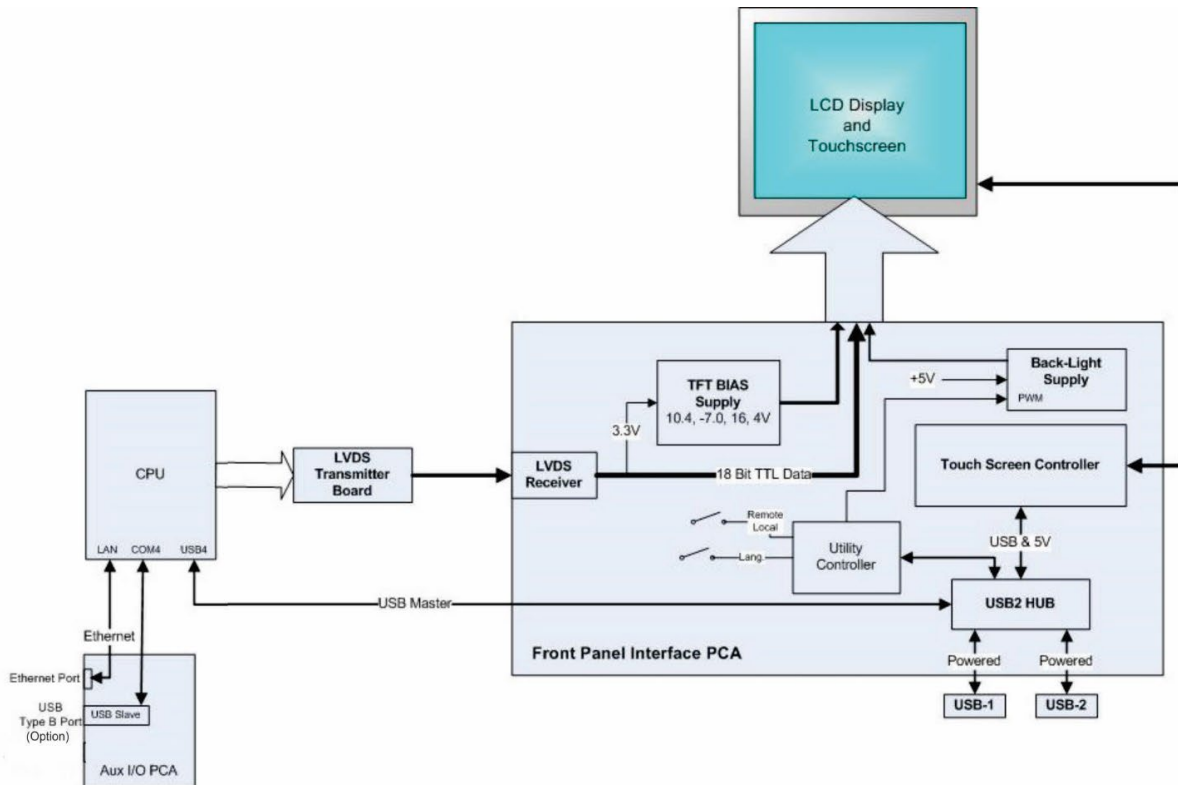 LCD Display
and
Touchscreen
Back-Light
Supply
+5V
PWM
TFT BIAS
Supply
10.4, -7.0, 16, 4V
3.3V
CPU
LVDS
Transmitter
Board
LVDS
Receiver
18 Bit TTL Data
Touch Screen Controller
Remote
Local
Lang.
Utility
Controller
USB & 5V
LAN
COM4
USB4
USB Master
USB2 HUB
Ethernet
Front Panel Interface PCA
Powered
Powered
Ethernet Port
USB-1
USB-2
USB
Type B Port
(Option)
USB Slave
Aux I/O PCA